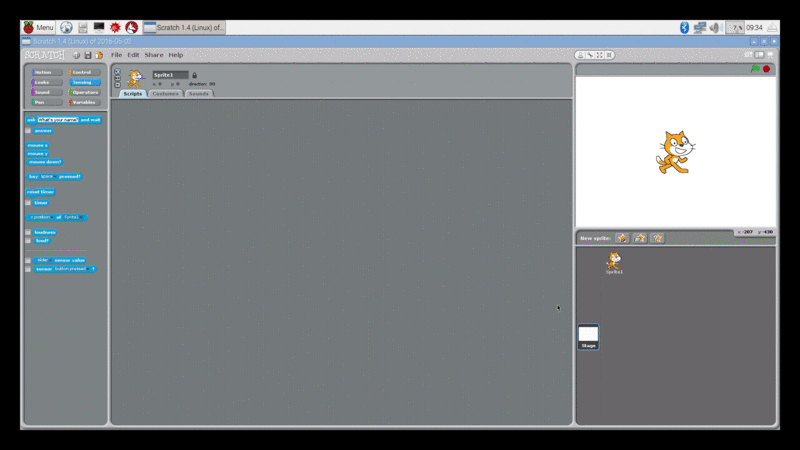 Menu
Scratch 1.4 (Linux) of...
09:34
Scratch 1.4 (Linux) of 2016-05-02
SCRATCH File Edit Share Help
Motion Control
Looks Sensing
Sound Operators
Pen Variables
Sprite1
x: 0 y: 0 direction: 90
Scripts Costumes Sounds
ask What's your name? and wait
answer
mouse x
mouse y
mouse down?
key space pressed?
reset timer
timer
x position of Sprite1
loudness
loud?
slider sensor value
sensor button pressed ?
x: -207 y: -430
New sprite:
Sprite1
Stage